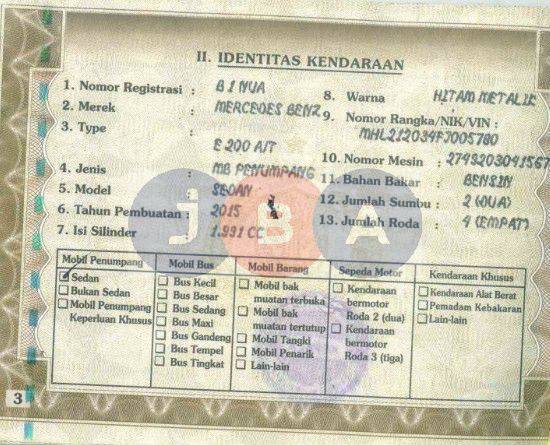 II. IDENTITAS KENDARAAN
1. Nomor Registrasi : B 1 NUA
2. Merek : MERCEDES BENZ
3. Type :
E 200 A/T
4. Jenis : MB PENUMPANG
5. Model : SEDAN
6. Tahun Pembuatan : 2015
7. Isi Silinder : 1.991 CC
8. Warna HITAM METALIK
9. Nomor Rangka/NIK/VIN :
MHL212034FJ005780
10. Nomor Mesin : 27492030041567
11. Bahan Bakar : BENSIN
12. Jumlah Sumbu : 2 (DUA)
13. Jumlah Roda : 4 (EMPAT)
JBA
Mobil Penumpang
Sedan
Bukan Sedan
Mobil Penumpang
Keperluan Khusus
Mobil Bus
Bus Kecil
Bus Besar
Bus Sedang
Bus Maxi
Bus Gandeng
Bus Tempel
Bus Tingkat
Mobil Barang
Mobil bak
muatan terbuka
Mobil bak
muatan tertutup
Mobil Tangki
Mobil Penarik
Lain-lain
Sepeda Motor
Kendaraan
bermotor
Roda 2 (dua)
Kendaraan
bermotor
Roda 3 (tiga)
Kendaraan Khusus
Kendaraan Alat Berat
Pemadam Kebakaran
Lain-lain
3